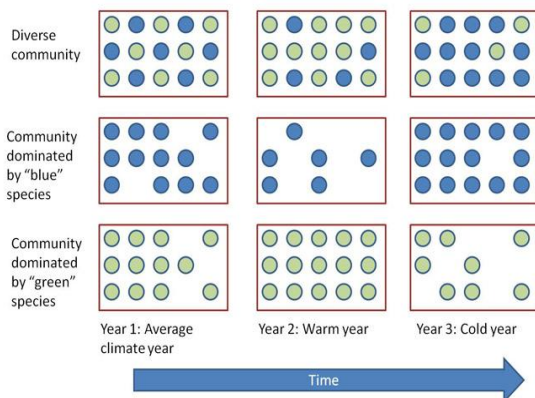 Diverse
community
Community
dominated
by "blue"
species
Community
dominated
by "green"
species
Year 1: Average
climate year
Year 2: Warm year
Year 3: Cold year
Time